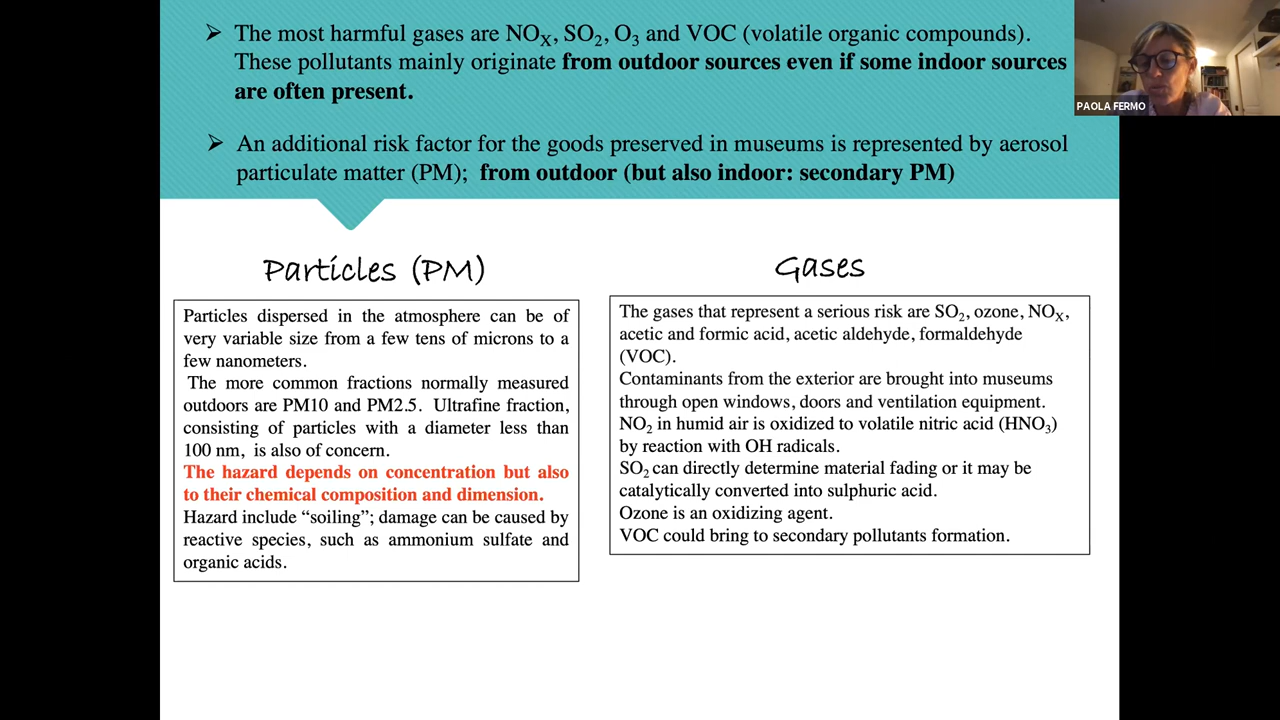 ➢ The most harmful gases are NOX, SO2, O3 and VOC (volatile organic compounds).
These pollutants mainly originate from outdoor sources even if some indoor sources
are often present.
➢ An additional risk factor for the goods preserved in museums is represented by aerosol
particulate matter (PM); from outdoor (but also indoor: secondary PM)
PAOLA FERMO
Particles (PM)
Particles dispersed in the atmosphere can be of
very variable size from a few tens of microns to a
few nanometers.
The more common fractions normally measured
outdoors are PM10 and PM2.5. Ultrafine fraction,
consisting of particles with a diameter less than
100 nm, is also of concern.
The hazard depends on concentration but also
to their chemical composition and dimension.
Hazard include “soiling”; damage can be caused by
reactive species, such as ammonium sulfate and
organic acids.
Gases
The gases that represent a serious risk are SO2, ozone, NOX,
acetic and formic acid, acetic aldehyde, formaldehyde
(VOC).
Contaminants from the exterior are brought into museums
through open windows, doors and ventilation equipment.
NO2 in humid air is oxidized to volatile nitric acid (HNO3)
by reaction with OH radicals.
SO2 can directly determine material fading or it may be
catalytically converted into sulphuric acid.
Ozone is an oxidizing agent.
VOC could bring to secondary pollutants formation.